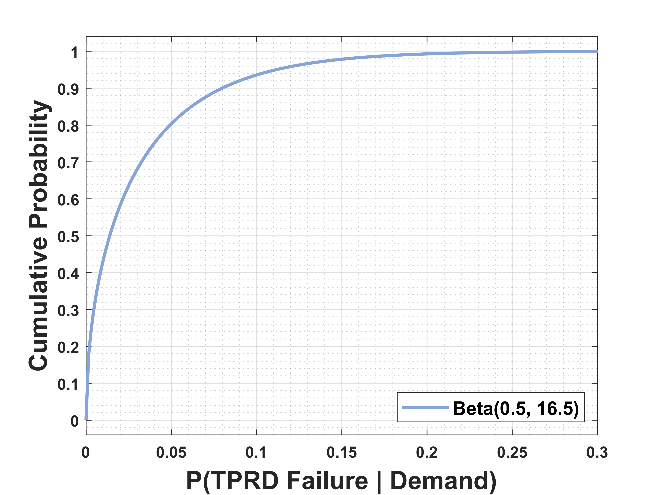 1
0.9
0.8
0.7
0.6
0.5
0.4
0.3
0.2
0.1
0
Cumulative Probability
Beta(0.5, 16.5)
0 0.05 0.1 0.15 0.2 0.25 0.3
P(TPRD Failure | Demand)